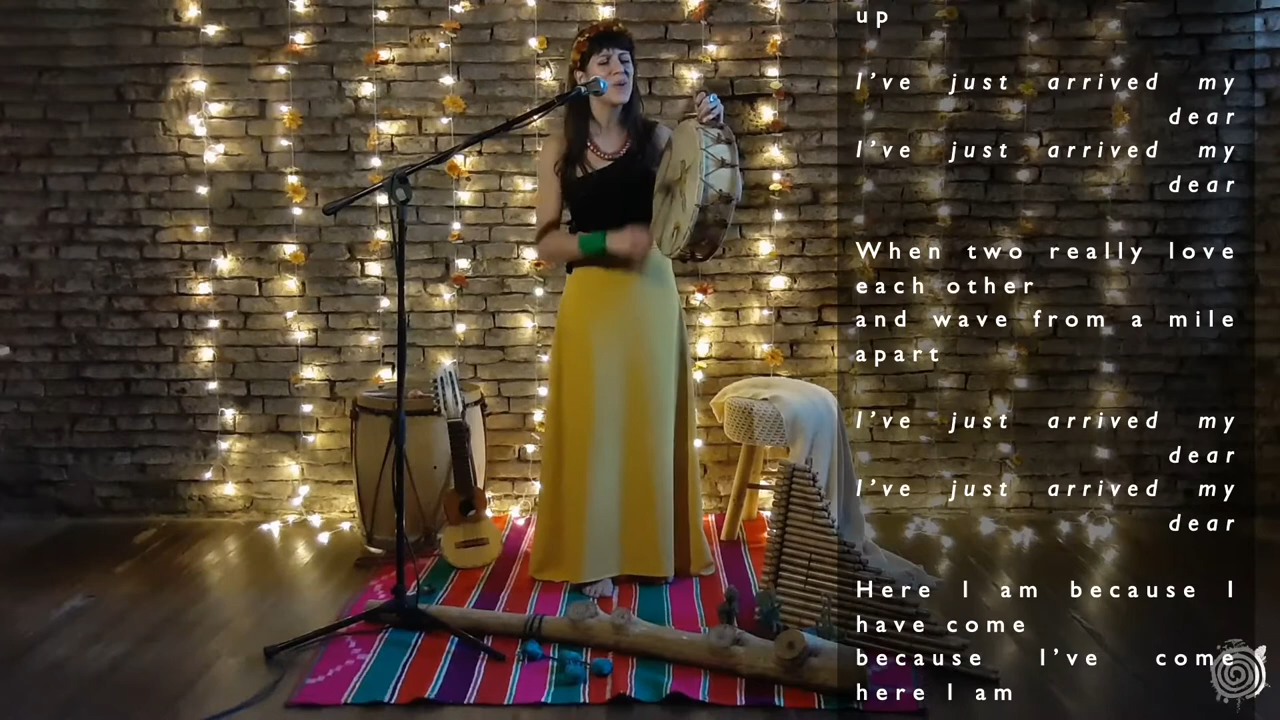 up
I've just arrived my
dear
I've just arrived my
dear
When two really love
each other
and wave from a mile
apart
I've just arrived my
dear
I've just arrived my
dear
Here I am because I
have come
because I've come
here I am